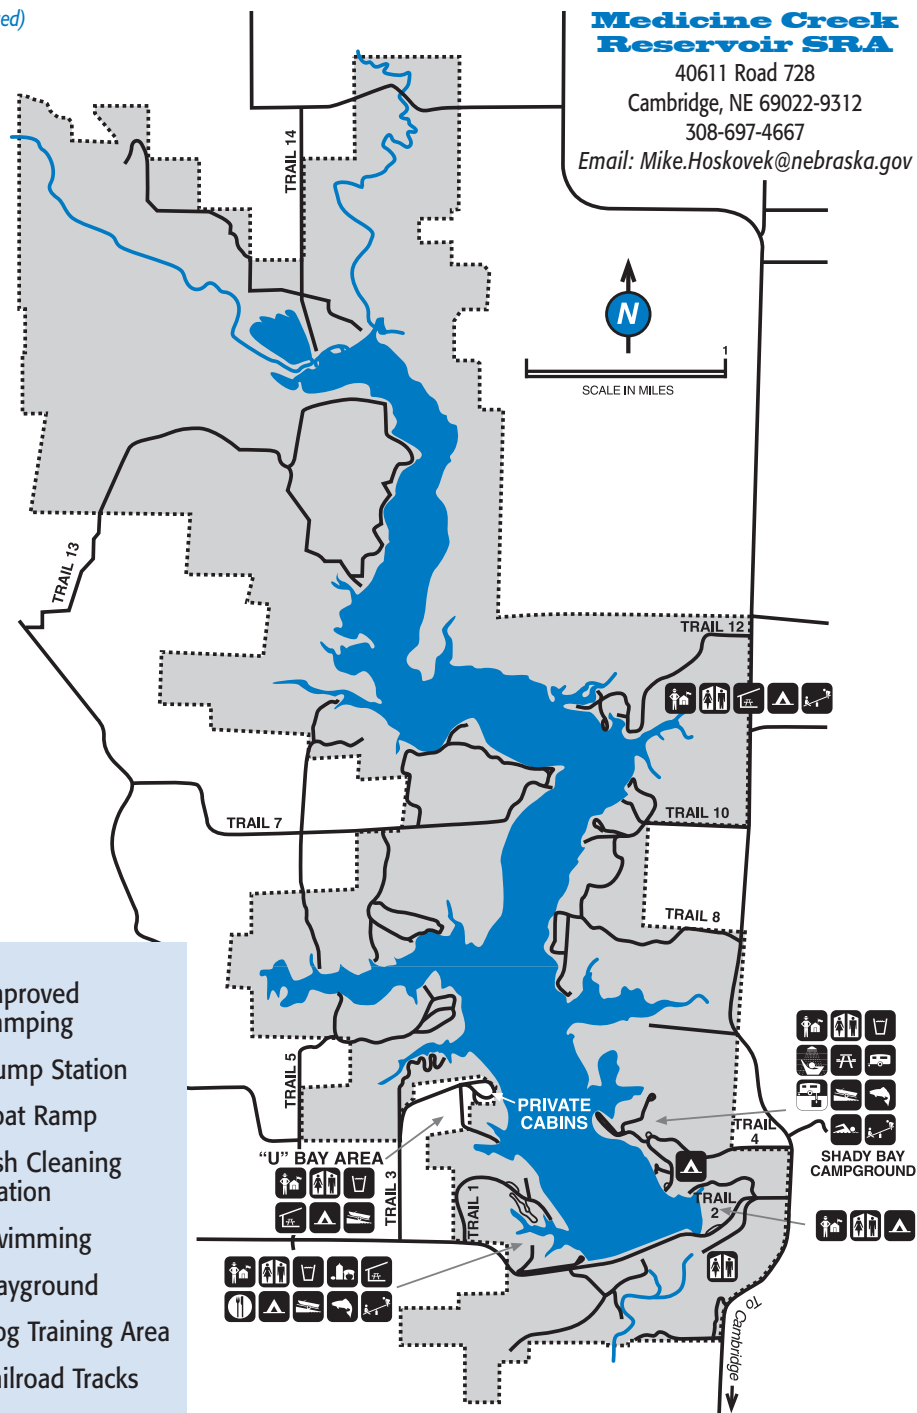 ed)
Medicine Creek
Reservoir SRA
40611 Road 728
Cambridge, NE 69022-9312
308-697-4667
Email: Mike.Hoskovek@nebraska.gov
TRAIL 14
N
1
SCALE IN MILES
TRAIL 13
TRAIL 12
TRAIL 7
TRAIL 10
TRAIL 8
mproved
amping
ump Station
oat Ramp
sh Cleaning
ation
wimming
ayground
og Training Area
ailroad Tracks
TRAIL 5
PRIVATE
CABINS
TRAIL
4
SHADY BAY
CAMPGROUND
“U” BAY AREA
TRAIL 3
TRAIL 1
TRAIL
2
To Cambridge